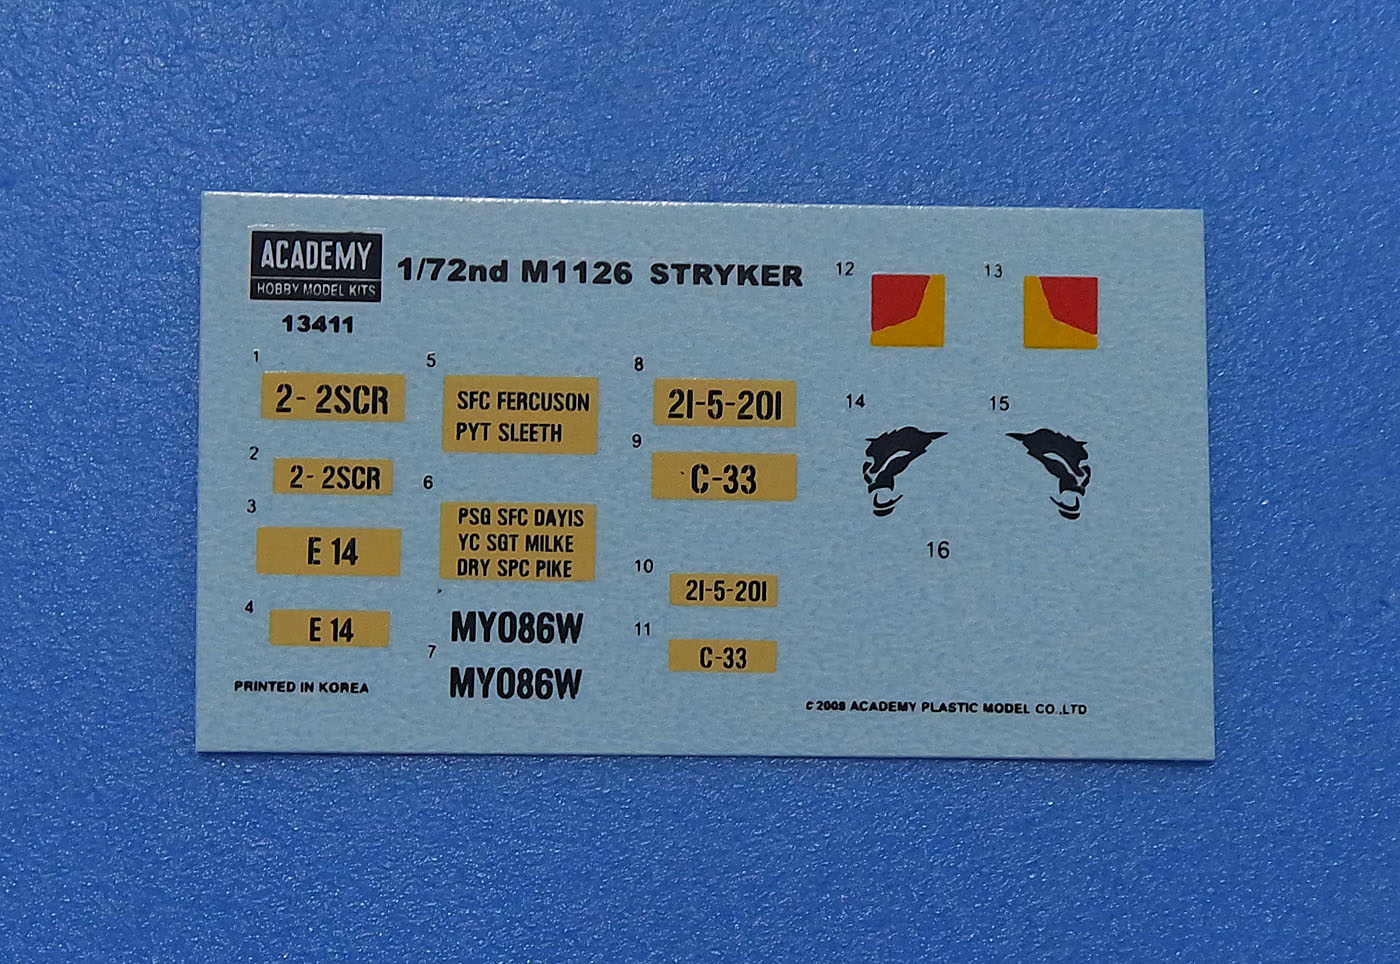 ACADEMY
HOBBY MODEL KITS
1/72nd M1126 STRYKER
13411
1
2- 2SCR
2
2- 2SCR
3
E 14
4
E 14
PRINTED IN KOREA
5
SFC FERCUSON
PYT SLEETH
6
PSG SFC DAYIS
YC SGT MILKE
DRY SPC PIKE
7
MY086W
MY086W
8
21-5-201
9
C-33
10
21-5-201
11
C-33
12
13
14
15
16
C 2008 ACADEMY PLASTIC MODEL CO.,LTD